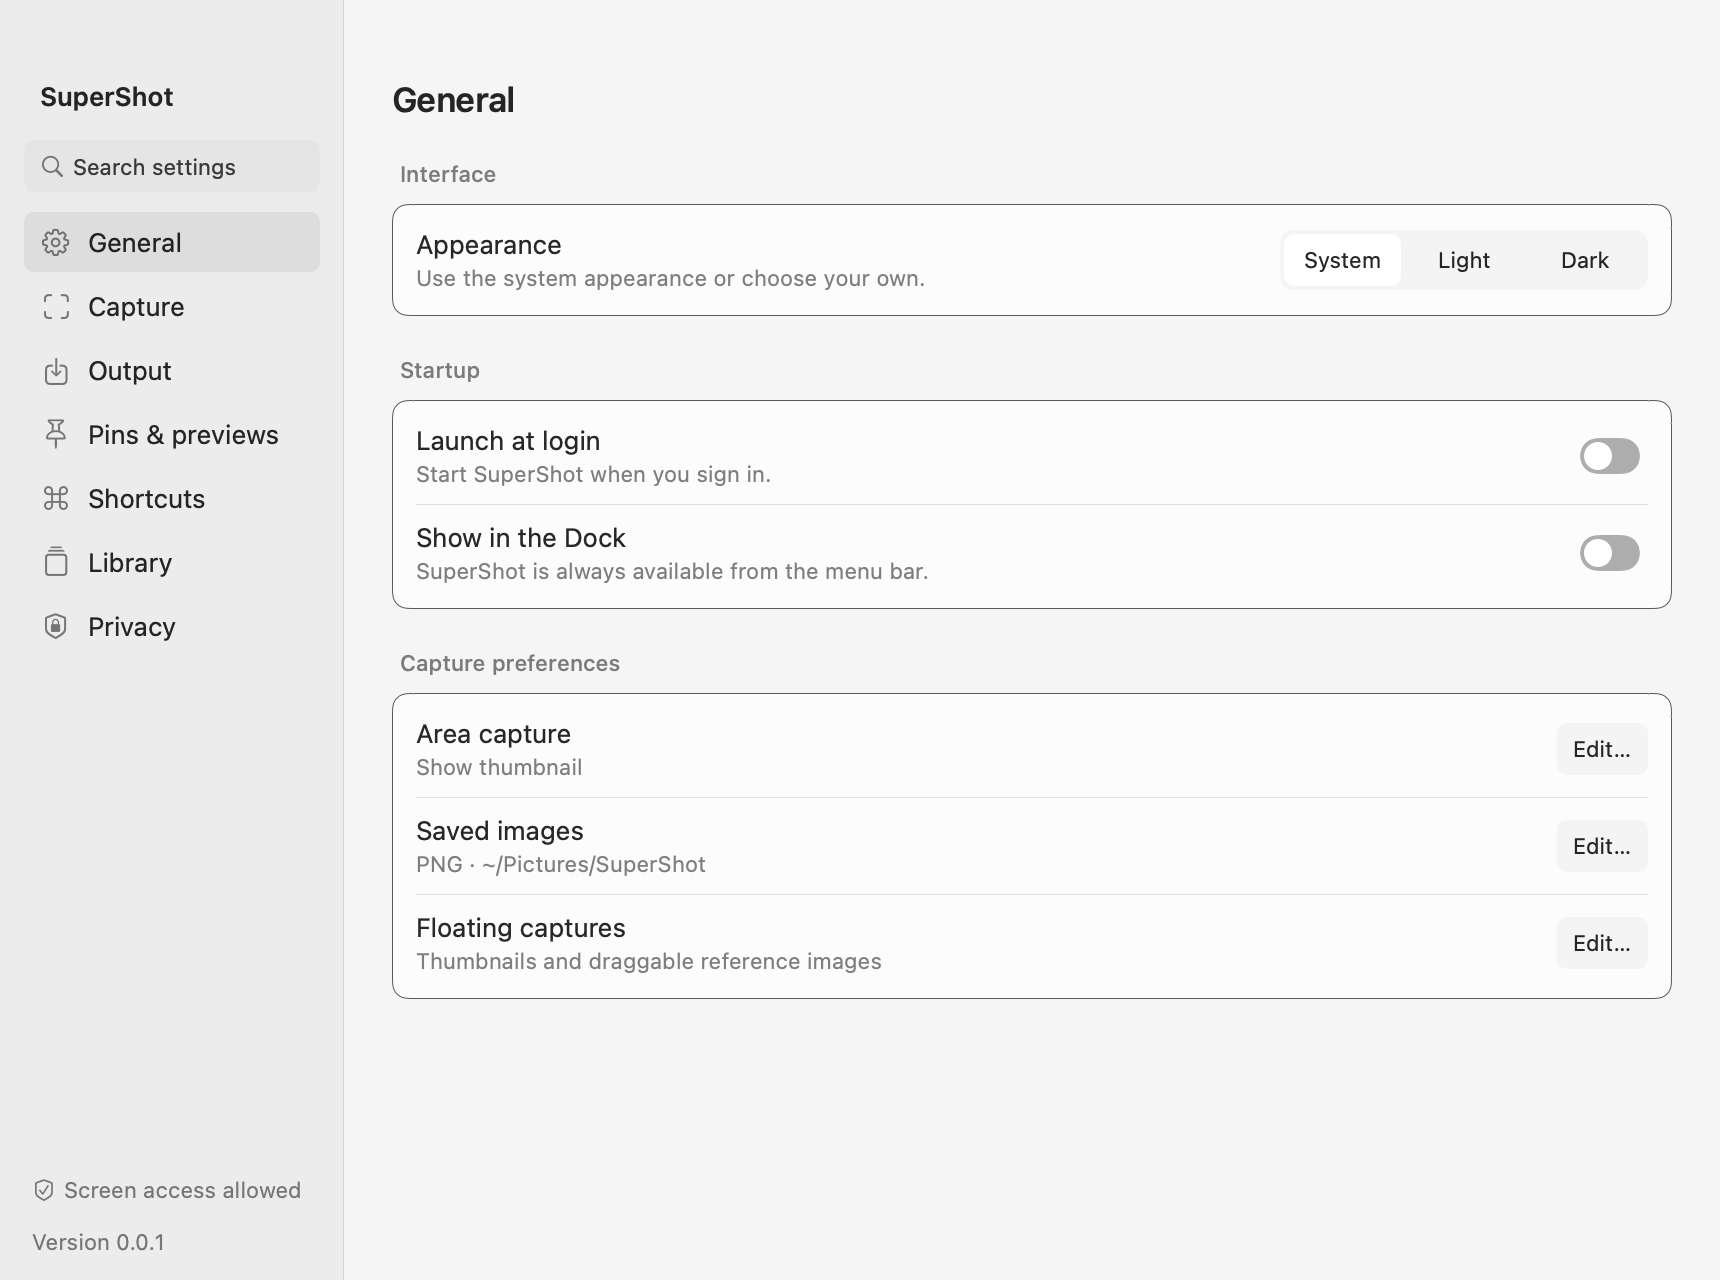 SuperShot
Search settings
General
Capture
Output
Pins & previews
Shortcuts
Library
Privacy
Screen access allowed
Version 0.0.1
General
Interface
Appearance
Use the system appearance or choose your own.
System Light Dark
Startup
Launch at login
Start SuperShot when you sign in.
Show in the Dock
SuperShot is always available from the menu bar.
Capture preferences
Area capture
Show thumbnail
Edit...
Saved images
PNG · ~/Pictures/SuperShot
Edit...
Floating captures
Thumbnails and draggable reference images
Edit...